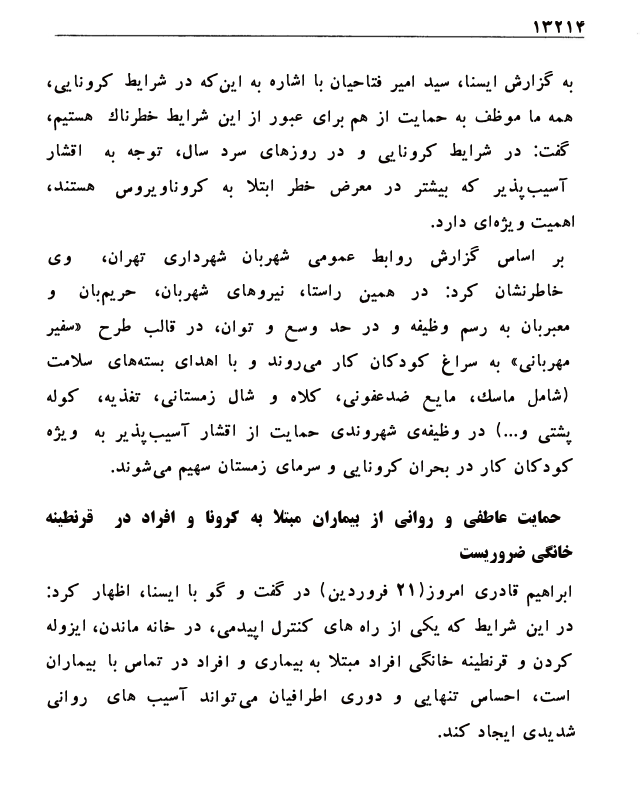 ۱۳۲۱۴
به گزارش ایسنا، سید امیر فتاحیان با اشاره به این‌که در شرایط کرونایی،
همه ما موظف به حمایت از هم برای عبور از این شرایط خطرناك هستیم،
گفت: در شرایط کرونایی و در روزهای سرد سال، توجه به اقشار
آسیب‌پذیر که بیشتر در معرض خطر ابتلا به کروناویروس هستند،
اهمیت ویژه‌ای دارد.
بر اساس گزارش روابط عمومی شهربان شهرداری تهران، وی
خاطرنشان کرد: در همین راستا، نیروهای شهربان، حریم‌بان و
معبربان به رسم وظیفه و در حد وسع و توان، در قالب طرح «سفیر
مهربانی» به سراغ کودکان کار می‌روند و با اهدای بسته‌های سلامت
(شامل ماسك، مایع ضدعفونی، کلاه و شال زمستانی، تغذیه، کوله
پشتی و...) در وظیفه‌ی شهروندی حمایت از اقشار آسیب‌پذیر به ویژه
کودکان کار در بحران کرونایی و سرمای زمستان سهیم می‌شوند.
حمایت عاطفی و روانی از بیماران مبتلا به کرونا و افراد در قرنطینه
خانگی ضروریست
ابراهیم قادری امروز(۲۱ فروردین) در گفت و گو با ایسنا، اظهار کرد:
در این شرایط که یکی از راه های کنترل اپیدمی، در خانه ماندن، ایزوله
کردن و قرنطینه خانگی افراد مبتلا به بیماری و افراد در تماس با بیماران
است، احساس تنهایی و دوری اطرافیان می‌تواند آسیب های روانی
شدیدی ایجاد کند.